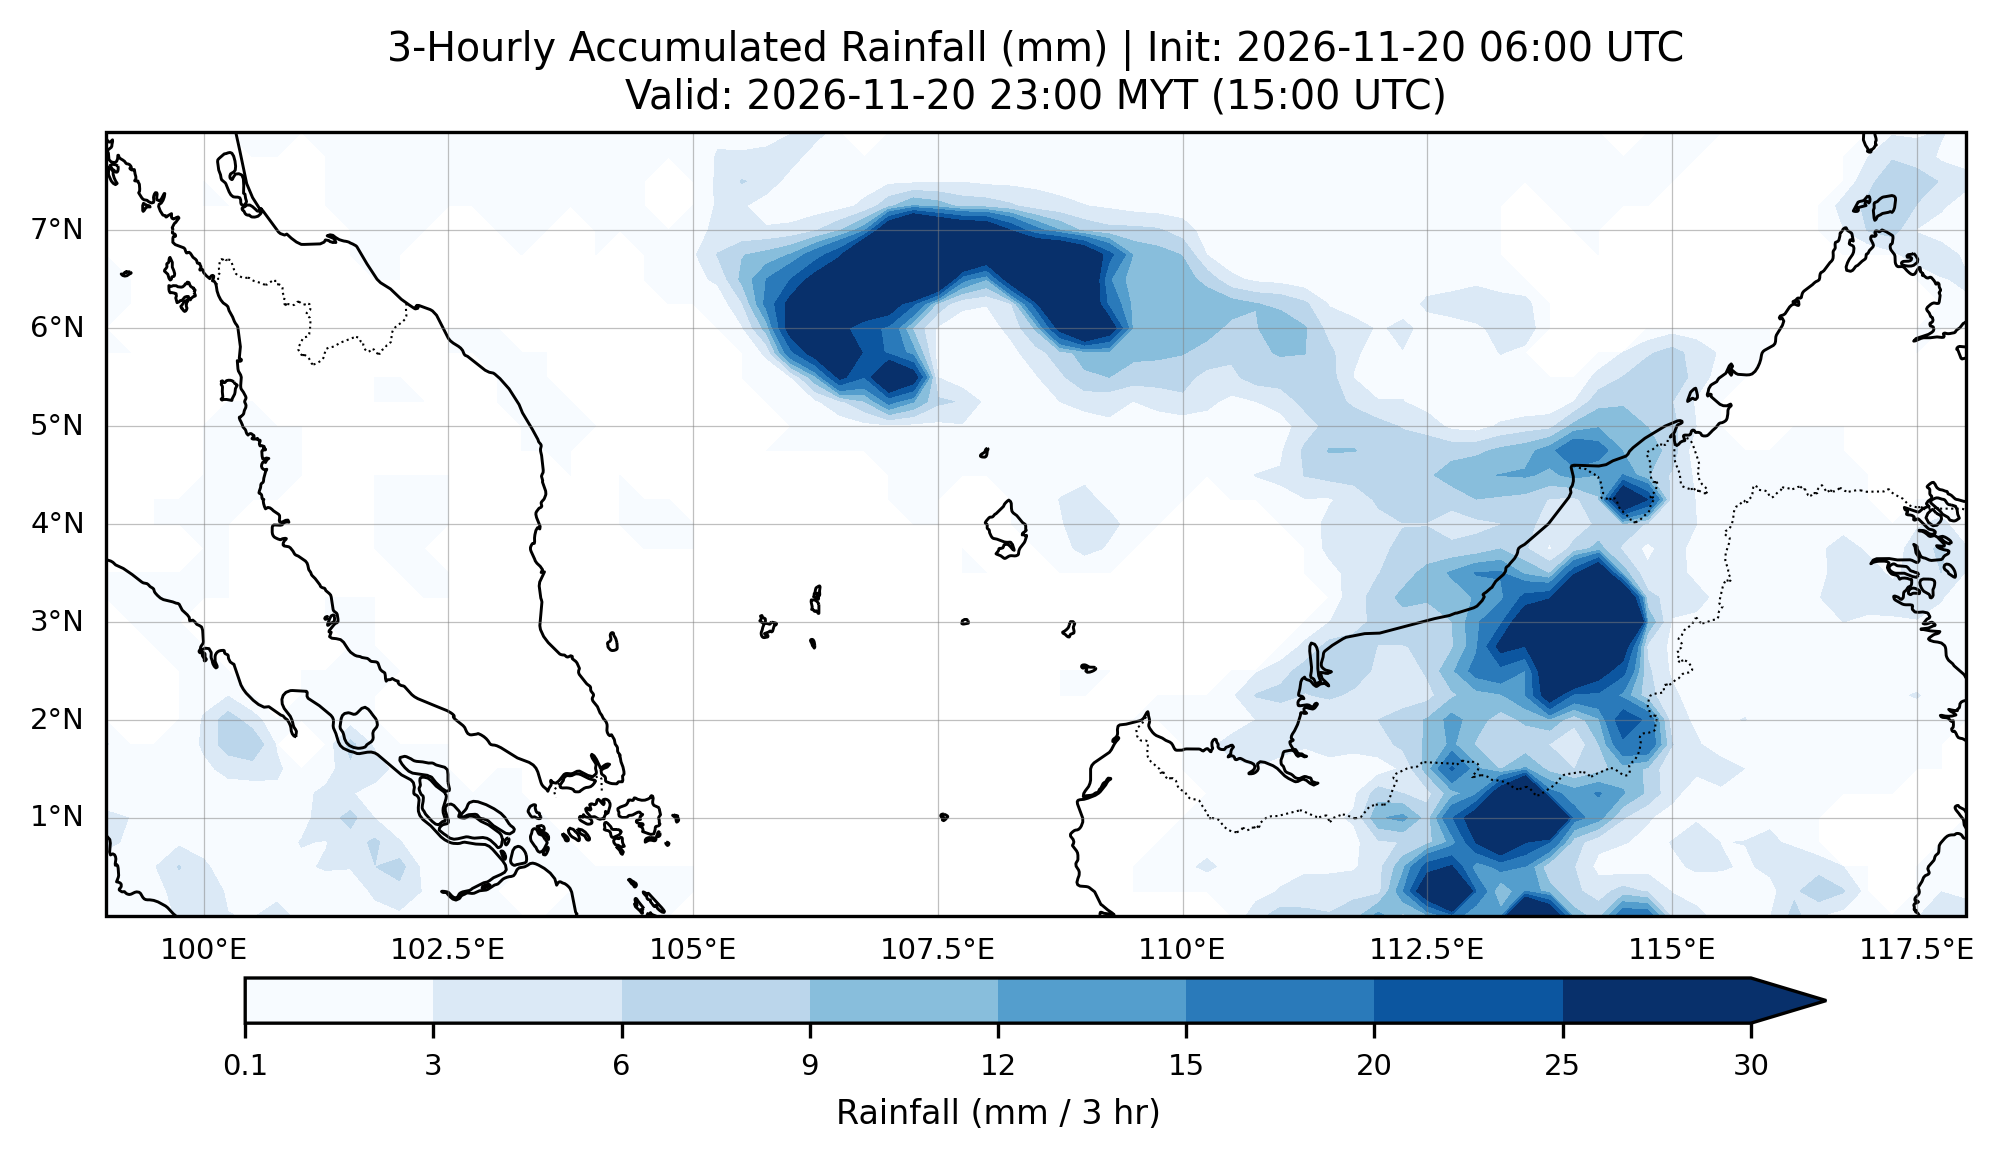 3-Hourly Accumulated Rainfall (mm) | Init: 2026-11-20 06:00 UTC
Valid: 2026-11-20 23:00 MYT (15:00 UTC)
7°N
6°N
5°N
4°N
3°N
2°N
1°N
100°E 102.5°E 105°E 107.5°E 110°E 112.5°E 115°E 117.5°E
0.1 3 6 9 12 15 20 25 30
Rainfall (mm / 3 hr)